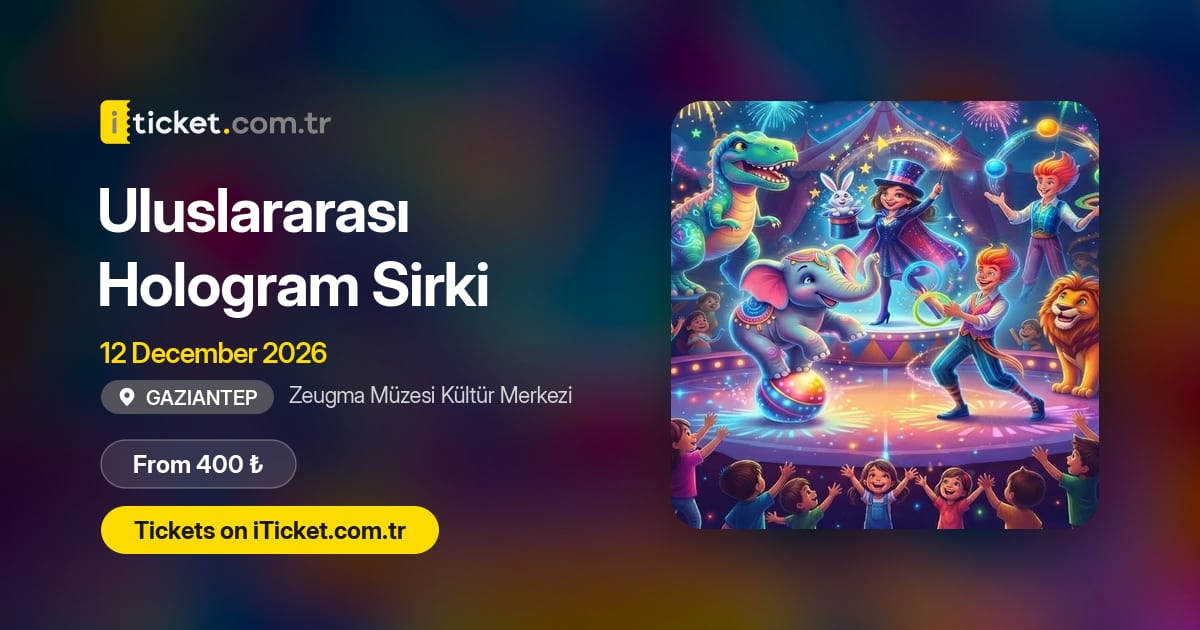 iticket.com.tr
Uluslararası
Hologram Sirki
12 December 2026
GAZIANTEP Zeugma Müzesi Kültür Merkezi
From 400 ₺
Tickets on iTicket.com.tr